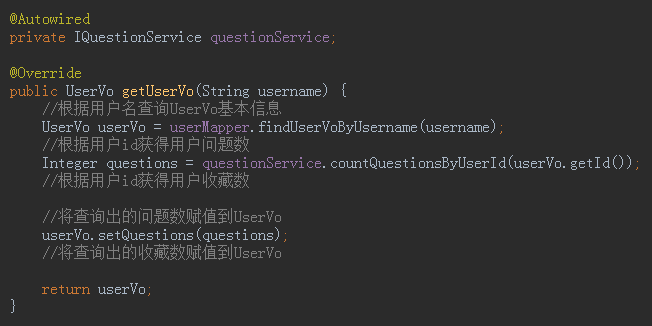 @Autowired
private IQuestionService questionService;
@Override
public UserVo getUserVo(String username) {
//根据用户名查询UserVo基本信息
UserVo userVo = userMapper.findUserVoByUsername(username);
//根据用户id获得用户问题数
Integer questions = questionService.countQuestionsByUserId(userVo.getId());
//根据用户id获得用户收藏数
//将查询出的问题数赋值到UserVo
userVo.setQuestions(questions);
//将查询出的收藏数赋值到UserVo
return userVo;
}